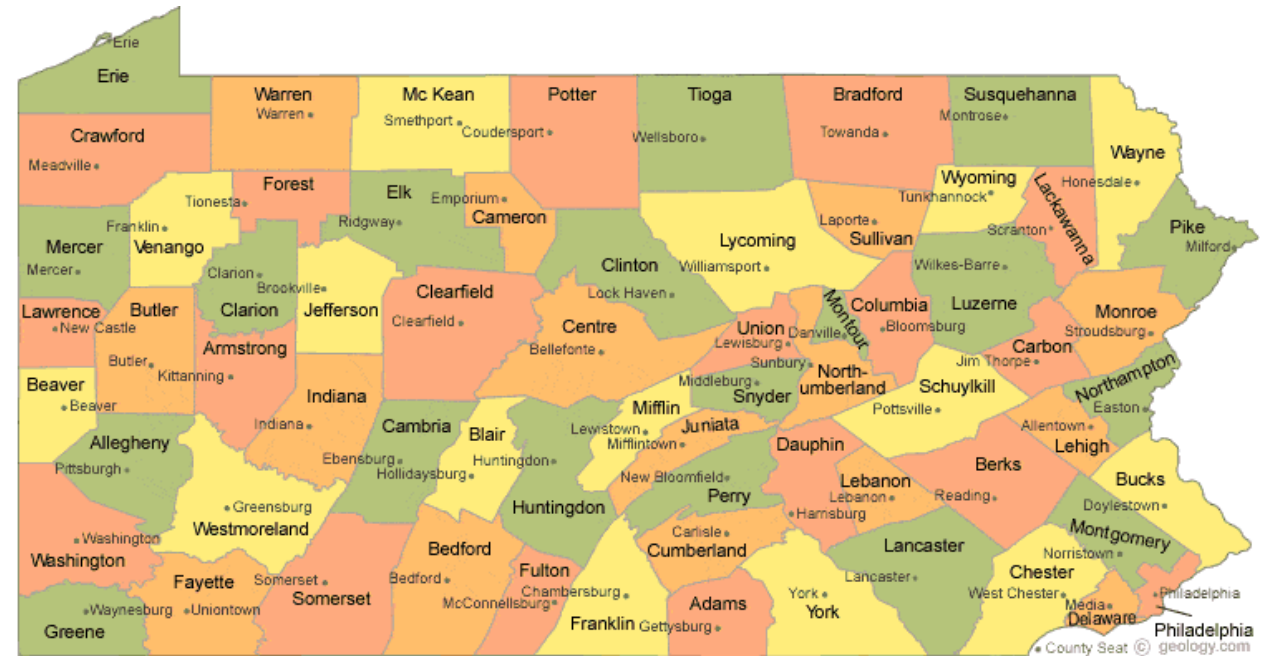 Erie
Erie
Warren
Warren
Mc Kean
Smethport
Potter
Coudersport
Tioga
Wellsboro
Bradford
Towanda
Susquehanna
Montrose
Wayne
Honesdale
Crawford
Meadville
Forest
Tionesta
Elk
Ridgway
Emporium
Cameron
Wyoming
Tunkhannock
Lackawanna
Scranton
Pike
Milford
Mercer
Mercer
Franklin
Venango
Clarion
Clarion
Brookville
Jefferson
Clearfield
Clearfield
Clinton
Lock Haven
Lycoming
Williamsport
Laporte
Sullivan
Wilkes-Barre
Luzerne
Monroe
Stroudsburg
Lawrence
New Castle
Butler
Butler
Armstrong
Kittanning
Centre
Bellefonte
Union
Lewisburg
Montour
Danville
Columbia
Bloomsburg
Carbon
Jim Thorpe
Northampton
Easton
Beaver
Beaver
Indiana
Indiana
Sunbury
North-
umberland
Middleburg
Snyder
Schuylkill
Pottsville
Allentown
Lehigh
Allegheny
Pittsburgh
Cambria
Ebensburg
Blair
Hollidaysburg
Huntingdon
Huntingdon
Mifflin
Lewistown
Juniata
Mifflintown
Dauphin
Harrisburg
Lebanon
Lebanon
Berks
Reading
Bucks
Doylestown
New Bloomfield
Perry
Greensburg
Westmoreland
Washington
Washington
Bedford
Bedford
Carlisle
Cumberland
Lancaster
Lancaster
Montgomery
Norristown
Chester
West Chester
Fayette
Uniontown
Somerset
Somerset
Fulton
McConnellsburg
Chambersburg
Franklin
Adams
Gettysburg
York
York
Media
Delaware
Philadelphia
Philadelphia
Waynesburg
Greene
County Seat © geology.com